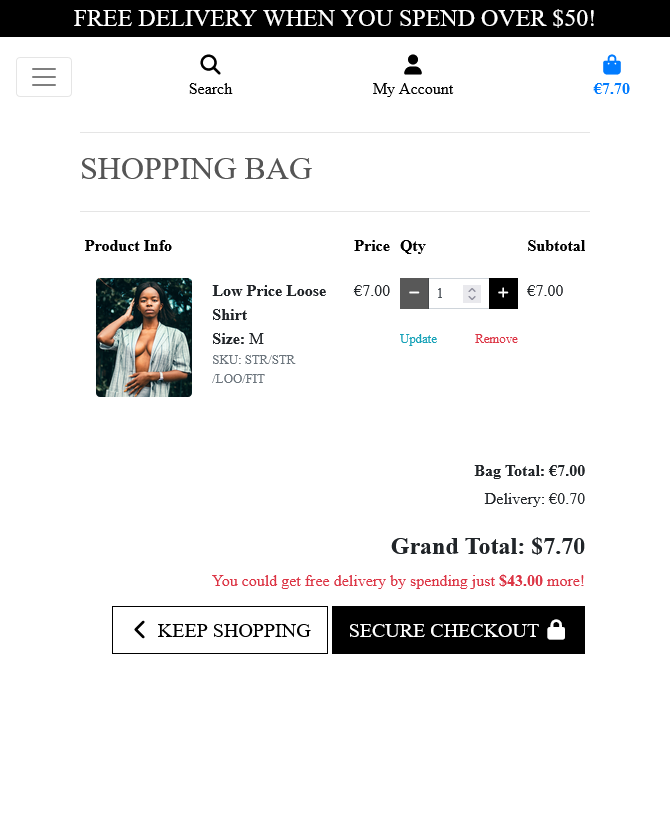 FREE DELIVERY WHEN YOU SPEND OVER $50!
Search
My Account
€7.70
SHOPPING BAG
Product Info Price Qty Subtotal
Low Price Loose
Shirt
Size: M
SKU: STR/STR
/LOO/FIT
€7.00
1
€7.00
Update Remove
Bag Total: €7.00
Delivery: €0.70
Grand Total: $7.70
You could get free delivery by spending just $43.00 more!
KEEP SHOPPING
SECURE CHECKOUT